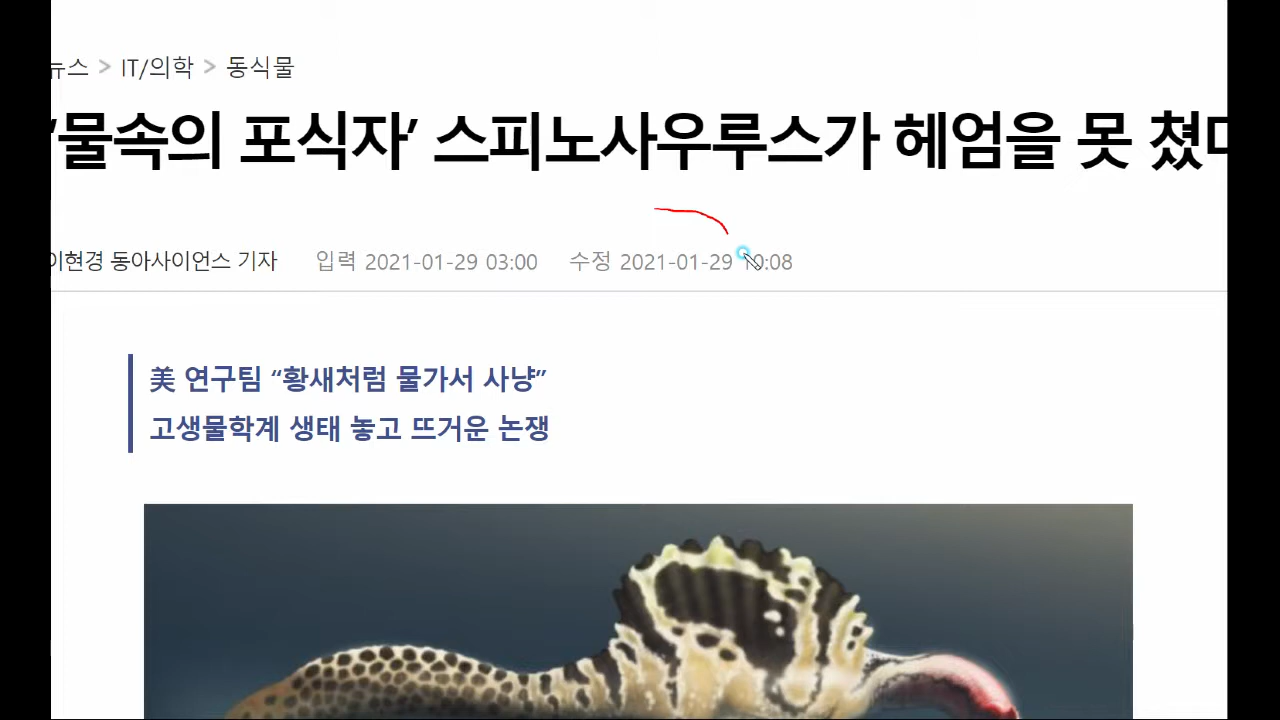 뉴스 > IT/의학 > 동식물
‘물속의 포식자’ 스피노사우루스가 헤엄을 못 쳤다
이현경 동아사이언스 기자 입력 2021-01-29 03:00 수정 2021-01-29 10:08
美 연구팀 “황새처럼 물가서 사냥”
고생물학계 생태 놓고 뜨거운 논쟁